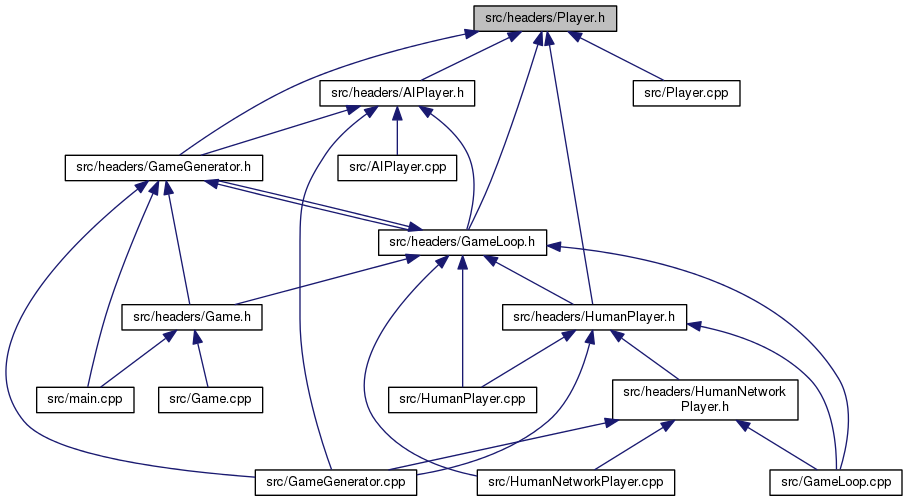 src/headers/Player.h
src/headers/AIPlayer.h
src/Player.cpp
src/headers/GameGenerator.h
src/AIPlayer.cpp
src/headers/GameLoop.h
src/headers/Game.h
src/headers/HumanPlayer.h
src/main.cpp
src/Game.cpp
src/HumanPlayer.cpp
src/headers/HumanNetwork
Player.h
src/GameGenerator.cpp
src/HumanNetworkPlayer.cpp
src/GameLoop.cpp